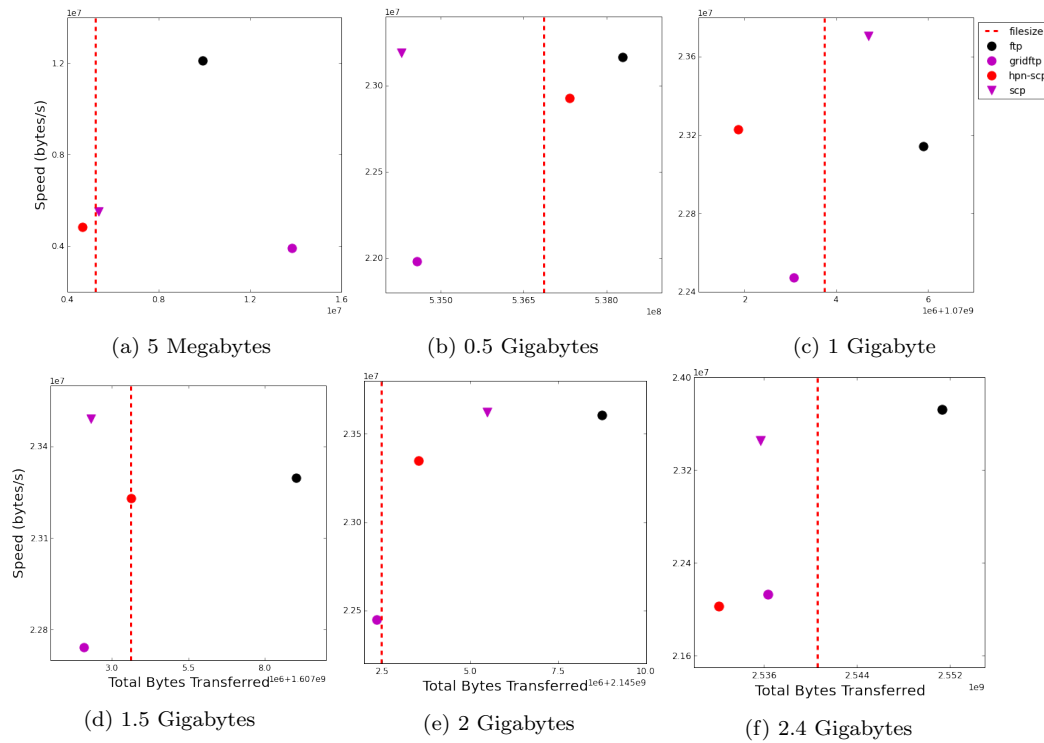 1e7
1.2
0.8
0.4
Speed (bytes/s)
0.4
0.8
1.2
1.6
1e7
(a) 5 Megabytes
1e7
2.30
2.25
2.20
5.350
5.365
5.380
1e8
(b) 0.5 Gigabytes
1e7
2.36
2.32
2.28
2.24
2
4
6
1e6+1.07e9
(c) 1 Gigabyte
filesize
ftp
gridftp
hpn-scp
scp
1e7
2.34
2.31
2.28
Speed (bytes/s)
3.0
5.5
8.0
1e6+1.607e9
Total Bytes Transferred
(d) 1.5 Gigabytes
1e7
2.35
2.30
2.25
2.5
5.0
7.5
10.0
1e6+2.145e9
Total Bytes Transferred
(e) 2 Gigabytes
1e7
2.40
2.32
2.24
2.16
2.536
2.544
2.552
1e9
Total Bytes Transferred
(f) 2.4 Gigabytes